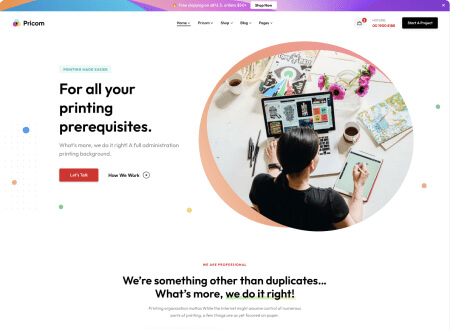 Free shipping on all U.S. orders $50+ Shop Now
Pricom
Home Pricom Shop Blog Pages
Start A Project
PRINTING MADE EASIER
For all your
printing
prerequisites.
What's more, we do it right! A full administration
printing background.
Let's Talk How We Work
WE ARE PROFESSIONAL
We're something other than duplicates...
What's more, we do it right!
Printing organization mollis While the internet might assume control of numerous
parts of printing, a few things are as yet focused on paper.